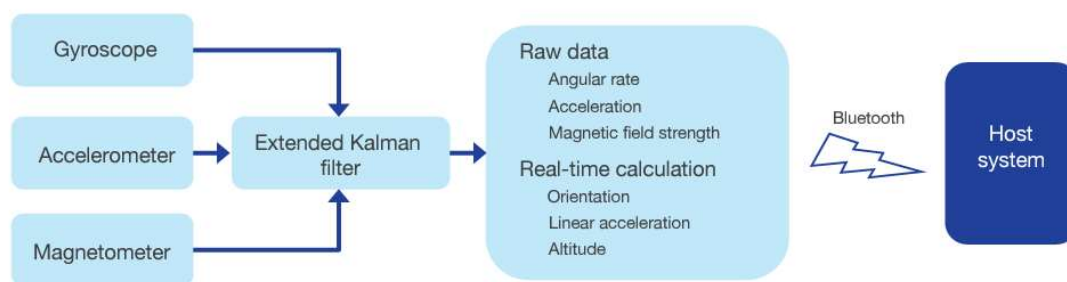 Gyroscope
Accelerometer
Magnetometer
Extended Kalman
filter
Raw data
Angular rate
Acceleration
Magnetic field strength
Real-time calculation
Orientation
Linear acceleration
Altitude
Bluetooth
Host
system